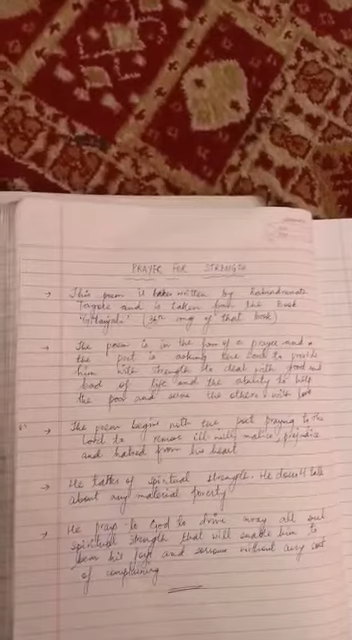 PRAYER FOR STRENGTH
→ This poem is taken written by Rabindranath
Tagore and is taken from the book
'Gitanjali' (36th song of that book)
→ The poem is in the form of a prayer and
the poet is asking the God to provide
him with strength to deal with good and
bad of life and the ability to help
the poor and serve the others with love
→ The poem begins with the poet praying to the
Lord to remove ill-will, malice, prejudice
and hatred from his heart
→ He talks of spiritual strength. He doesn't talk
about any material poverty
→ He prays to God to drive away all
spiritual strength that will enable him to
bear his joys and sorrows without any
of complaining